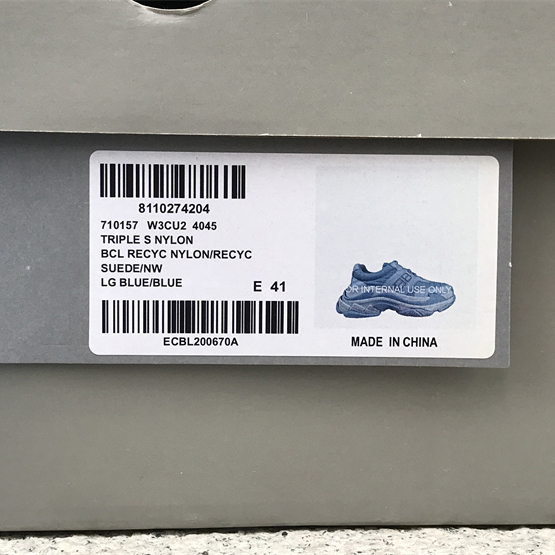 8110274204
710157 W3CU2 4045
TRIPLE S NYLON
BCL RECYC NYLON/RECYC
SUEDE/NW
LG BLUE/BLUE E 41
ECBL200670A
OR INTERNAL USE ONLY
MADE IN CHINA